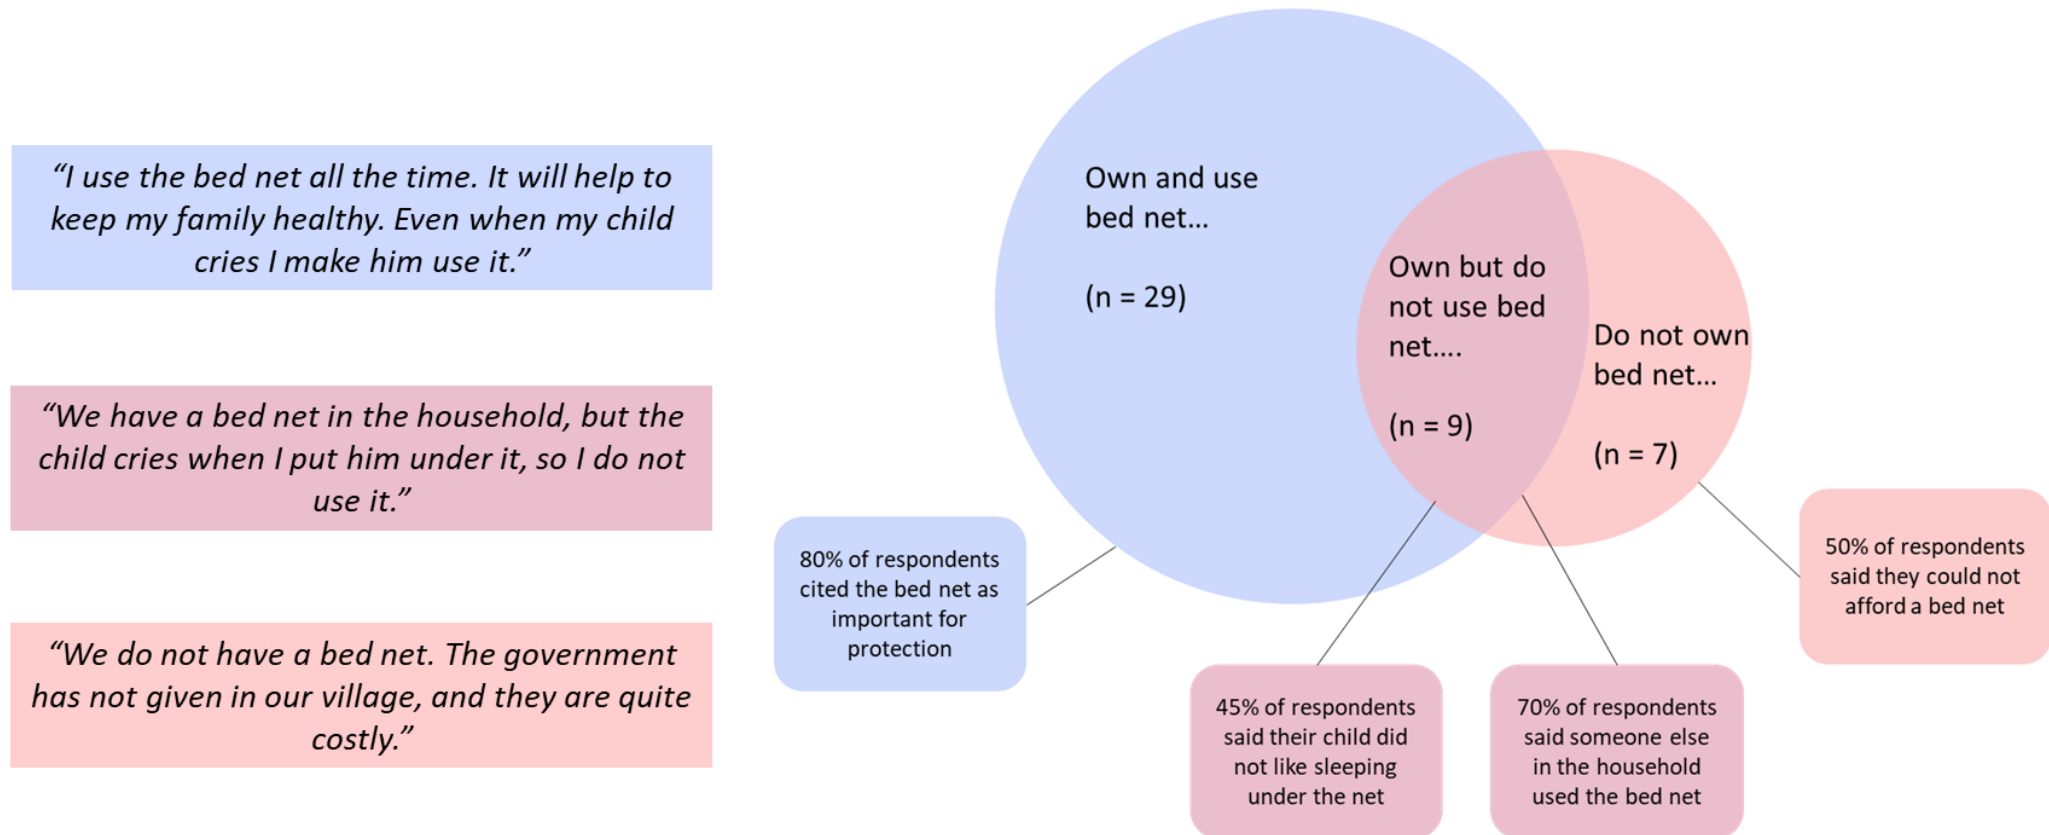 “I use the bed net all the time. It will help to
keep my family healthy. Even when my child
cries I make him use it.”
“We have a bed net in the household, but the
child cries when I put him under it, so I do not
use it.”
“We do not have a bed net. The government
has not given in our village, and they are quite
costly.”
Own and use
bed net...
(n = 29)
Own but do
not use bed
net....
(n = 9)
Do not own
bed net...
(n = 7)
80% of respondents
cited the bed net as
important for
protection
45% of respondents
said their child did
not like sleeping
under the net
70% of respondents
said someone else
in the household
used the bed net
50% of respondents
said they could not
afford a bed net